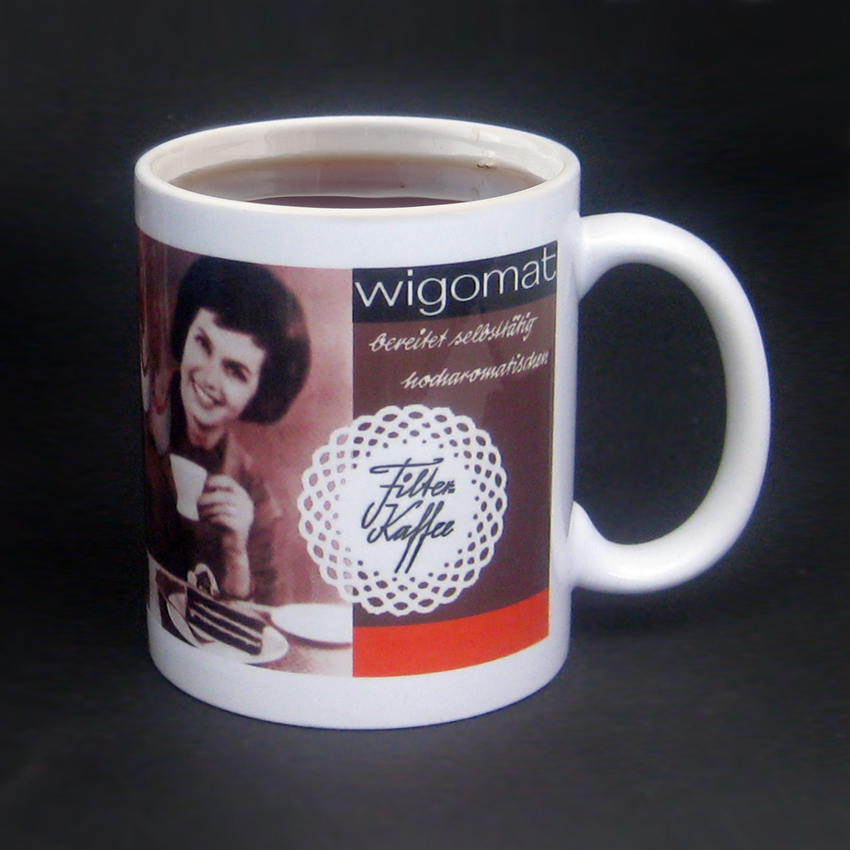 wigomat
bereitet selbsttätig
hocharomatischen
Filter-
Kaffee